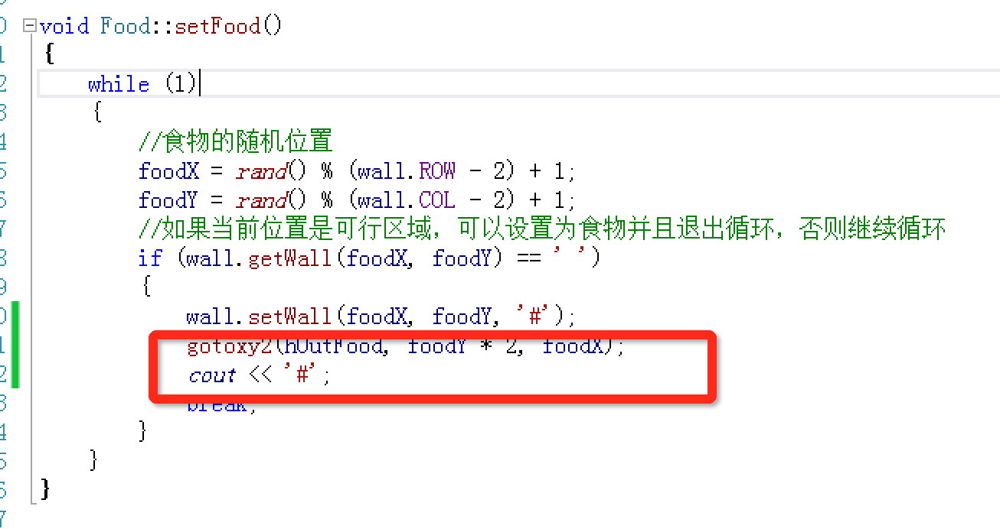 void Food::setFood()
{
while (1)
{
//食物的随机位置
foodX = rand() % (wall.ROW - 2) + 1;
foodY = rand() % (wall.COL - 2) + 1;
//如果当前位置是可行区域，可以设置为食物并且退出循环，否则继续循环
if (wall.getWall(foodX, foodY) == ' ')
{
wall.setWall(foodX, foodY, '#');
gotoxy2(hOutFood, foodY * 2, foodX);
cout << '#';
break;
}
}
}